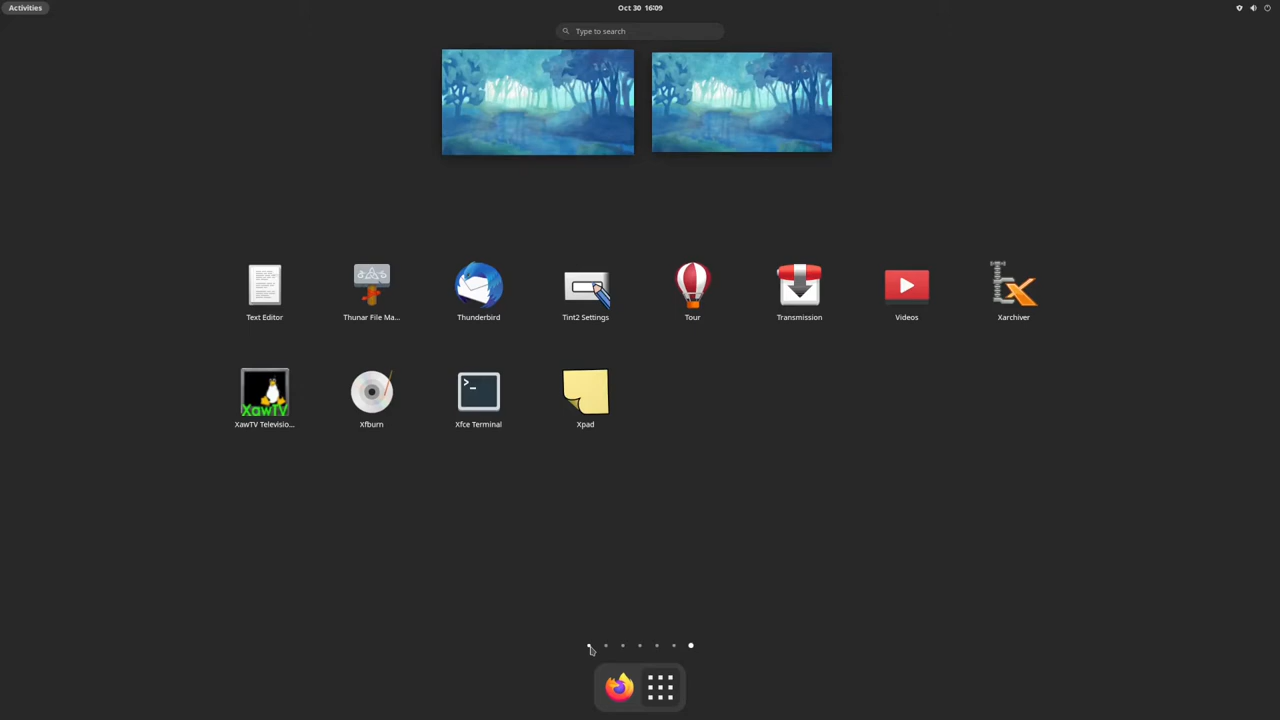 Activities
Oct 30 16:09
Type to search
Text Editor
Thunar File Ma...
Thunderbird
Tint2 Settings
Tour
Transmission
Videos
Xarchiver
XawTV
XawTV Televisio...
Xfburn
Xfce Terminal
Xpad